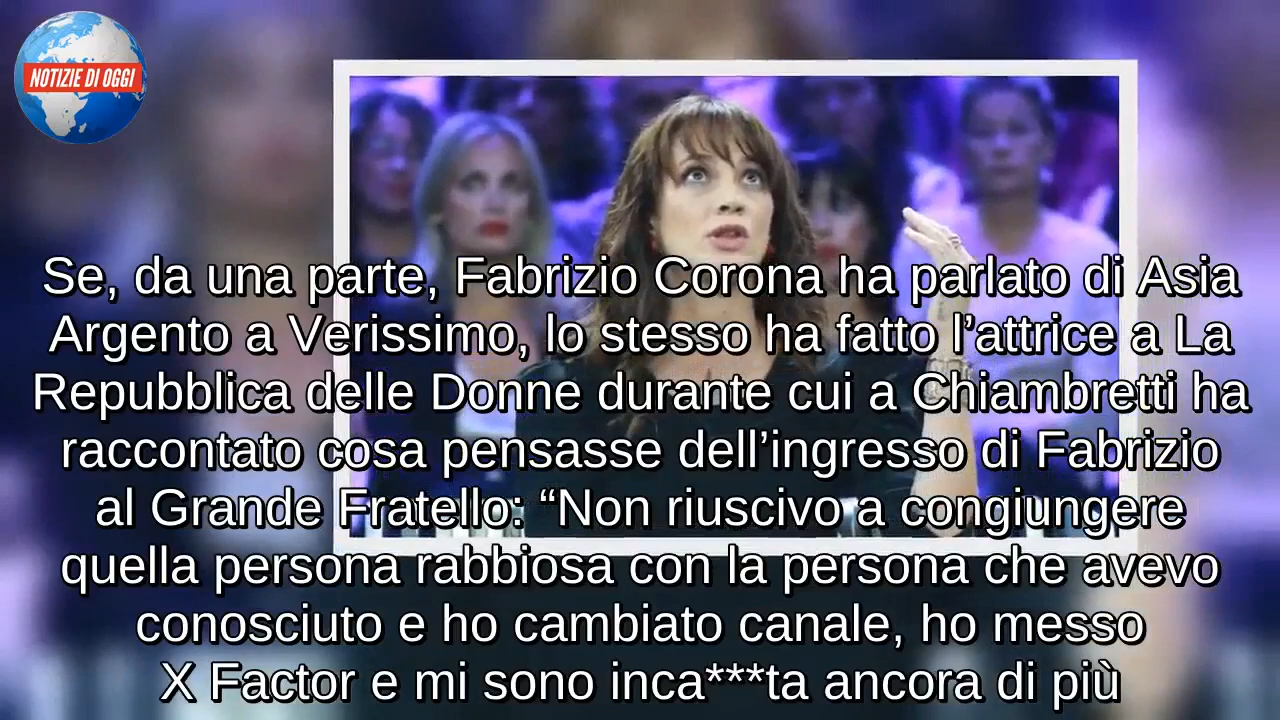 NOTIZIE DI OGGI
Se, da una parte, Fabrizio Corona ha parlato di Asia
Argento a Verissimo, lo stesso ha fatto l’attrice a La
Repubblica delle Donne durante cui a Chiambretti ha
raccontato cosa pensasse dell’ingresso di Fabrizio
al Grande Fratello: “Non riuscivo a congiungere
quella persona rabbiosa con la persona che avevo
conosciuto e ho cambiato canale, ho messo
X Factor e mi sono inca***ta ancora di più